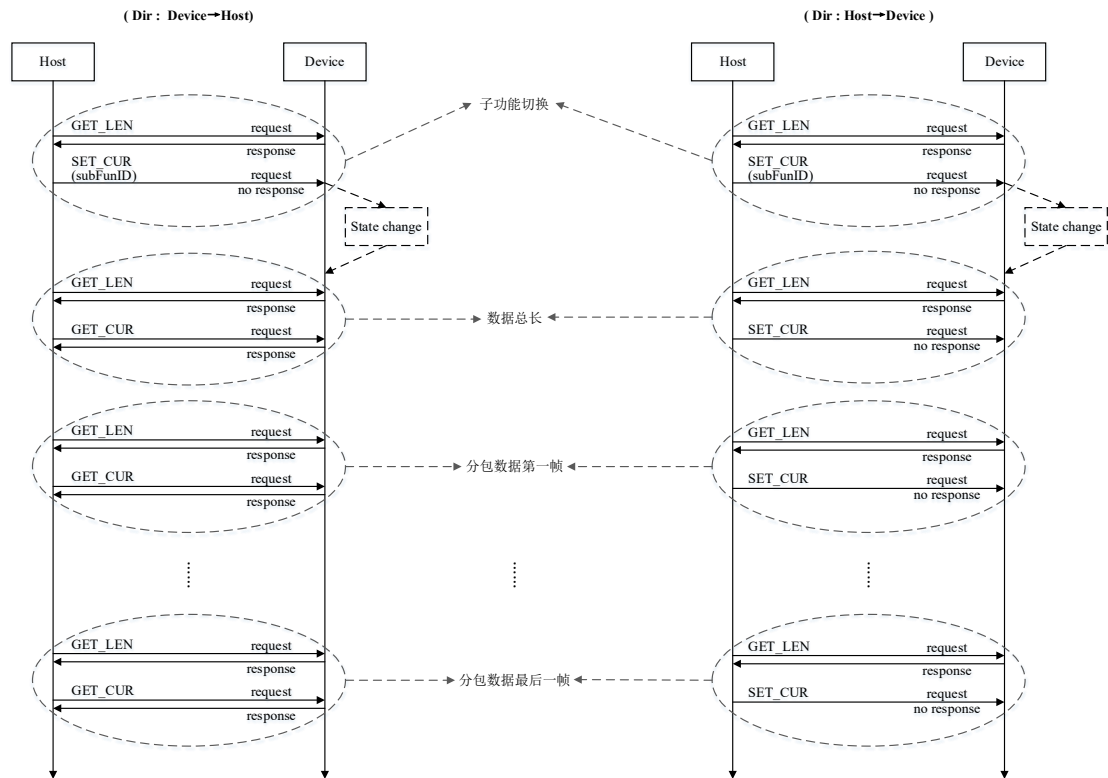 ( Dir : Device→Host)
( Dir : Host→Device )
Host
Device
Host
Device
子功能切换
GET_LEN
request
response
SET_CUR
(subFunID)
request
no response
State change
GET_LEN
request
response
SET_CUR
(subFunID)
request
no response
State change
GET_LEN
request
response
GET_CUR
request
response
数据总长
GET_LEN
request
response
SET_CUR
request
no response
GET_LEN
request
response
GET_CUR
request
response
分包数据第一帧
GET_LEN
request
response
SET_CUR
request
no response
......
......
......
GET_LEN
request
response
GET_CUR
request
response
分包数据最后一帧
GET_LEN
request
response
SET_CUR
request
no response